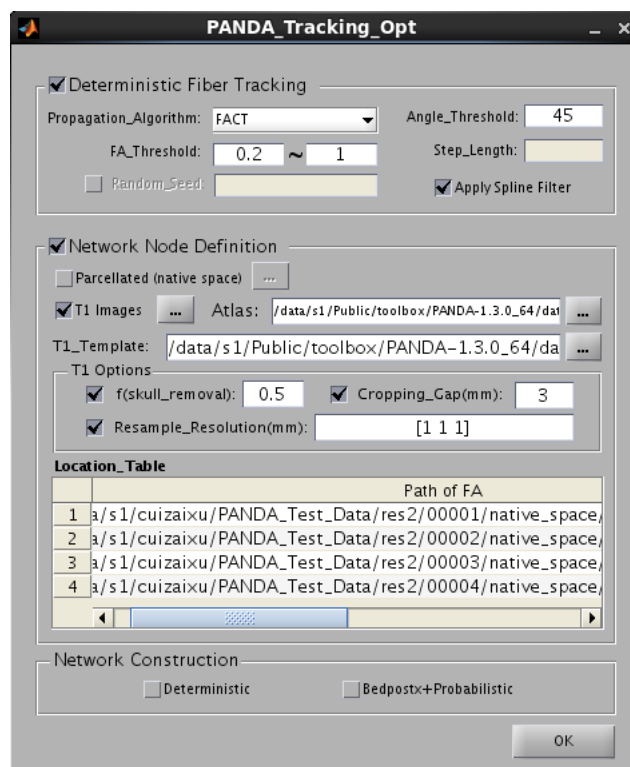 PANDA_Tracking_Opt
Deterministic Fiber Tracking
Propagation_Algorithm: FACT Angle_Threshold: 45
FA_Threshold: 0.2 ~ 1 Step_Length:
Random_Seed: Apply Spline Filter
Network Node Definition
Parcellated (native space) ...
T1 Images ... Atlas: /data/s1/Public/toolbox/PANDA-1.3.0_64/dat ...
T1_Template: /data/s1/Public/toolbox/PANDA-1.3.0_64/da ...
T1 Options
f(skull_removal): 0.5 Cropping_Gap(mm): 3
Resample_Resolution(mm): [1 1 1]
Location_Table
Path of FA
1 a/s1/cuizaixu/PANDA_Test_Data/res2/00001/native_space/
2 a/s1/cuizaixu/PANDA_Test_Data/res2/00002/native_space/
3 a/s1/cuizaixu/PANDA_Test_Data/res2/00003/native_space/
4 a/s1/cuizaixu/PANDA_Test_Data/res2/00004/native_space/
Network Construction
Deterministic Bedpostx+Probabilistic
OK